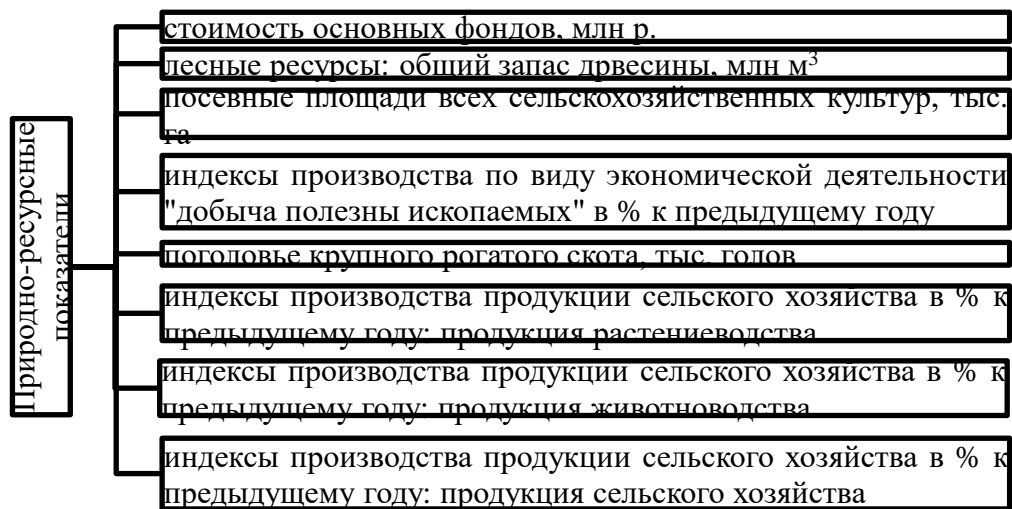 стоимость основных фондов, млн р.
лесные ресурсы: общий запас дрвесины, млн м³
посевные площади всех сельскохозяйственных культур, тыс.
га
индексы производства по виду экономической деятельности
"добыча полезны ископаемых" в % к предыдущему году
поголовье крупного рогатого скота, тыс. голов
индексы производства продукции сельского хозяйства в % к
предыдущему году: продукция растениеводства
индексы производства продукции сельского хозяйства в % к
предыдущему году: продукция животноводства
индексы производства продукции сельского хозяйства в % к
предыдущему году: продукция сельского хозяйства
Природно-ресурсные
показатели